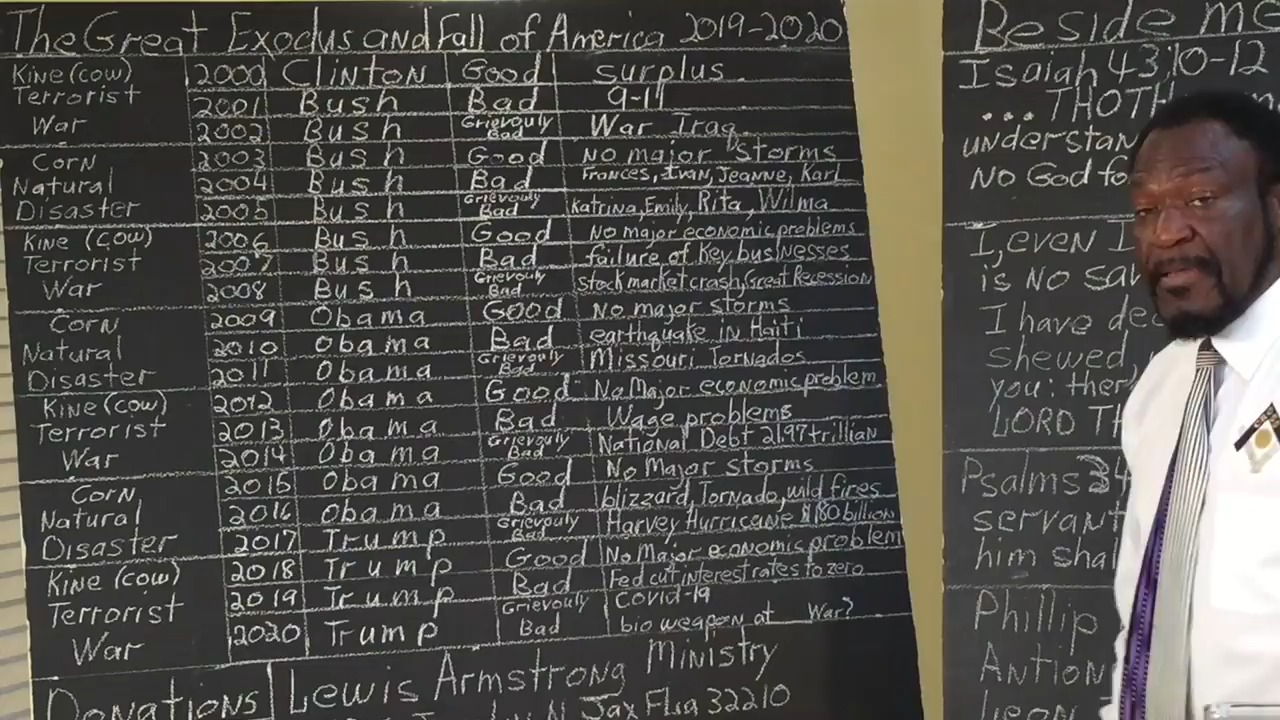 The Great Exodus and Fall of America 2019-2020
Kine (cow) 2000 Clinton Good surplus
Terrorist 2001 Bush Bad 9-11
War 2002 Bush Grievouly Bad War Iraq
Corn 2003 Bush Good No major storms
Natural 2004 Bush Bad Frances, Ivan, Jeanne, Karl
Disaster 2005 Bush Grievouly Bad Katrina, Emily, Rita, Wilma
Kine (cow) 2006 Bush Good No major economic problems
Terrorist 2007 Bush Bad failure of Key businesses
War 2008 Bush Grievouly Bad Stock market crash, Great Recession
Corn 2009 Obama Good No major storms
Natural 2010 Obama Bad earthquake in Haiti
Disaster 2011 Obama Grievouly Bad Missouri Tornados
Kine (cow) 2012 Obama Good No Major economic problem
Terrorist 2013 Obama Bad Wage problems
War 2014 Obama Grievouly Bad National Debt 21.97 trillian
Corn 2015 Obama Good No Major storms
Natural 2016 Obama Bad blizzard, Tornado, wild fires
Disaster 2017 Trump Grievouly Bad Harvey Hurricane $180 billion
Kine (cow) 2018 Trump Good No Major economic problem
Terrorist 2019 Trump Bad Fed cut interest rates to zero
War 2020 Trump Grievouly Bad Covid-19 bio weapon at War?
Donations Lewis Armstrong Ministry
N Jax Fla 32210
Beside me
Isaiah 43:10-12
... THOTH
understan
No God fo
I, even I
is no sav
I have dec
shewed
you: ther
LORD TH
Psalms 34
servant
him shal
Phillip
Antion
Leon